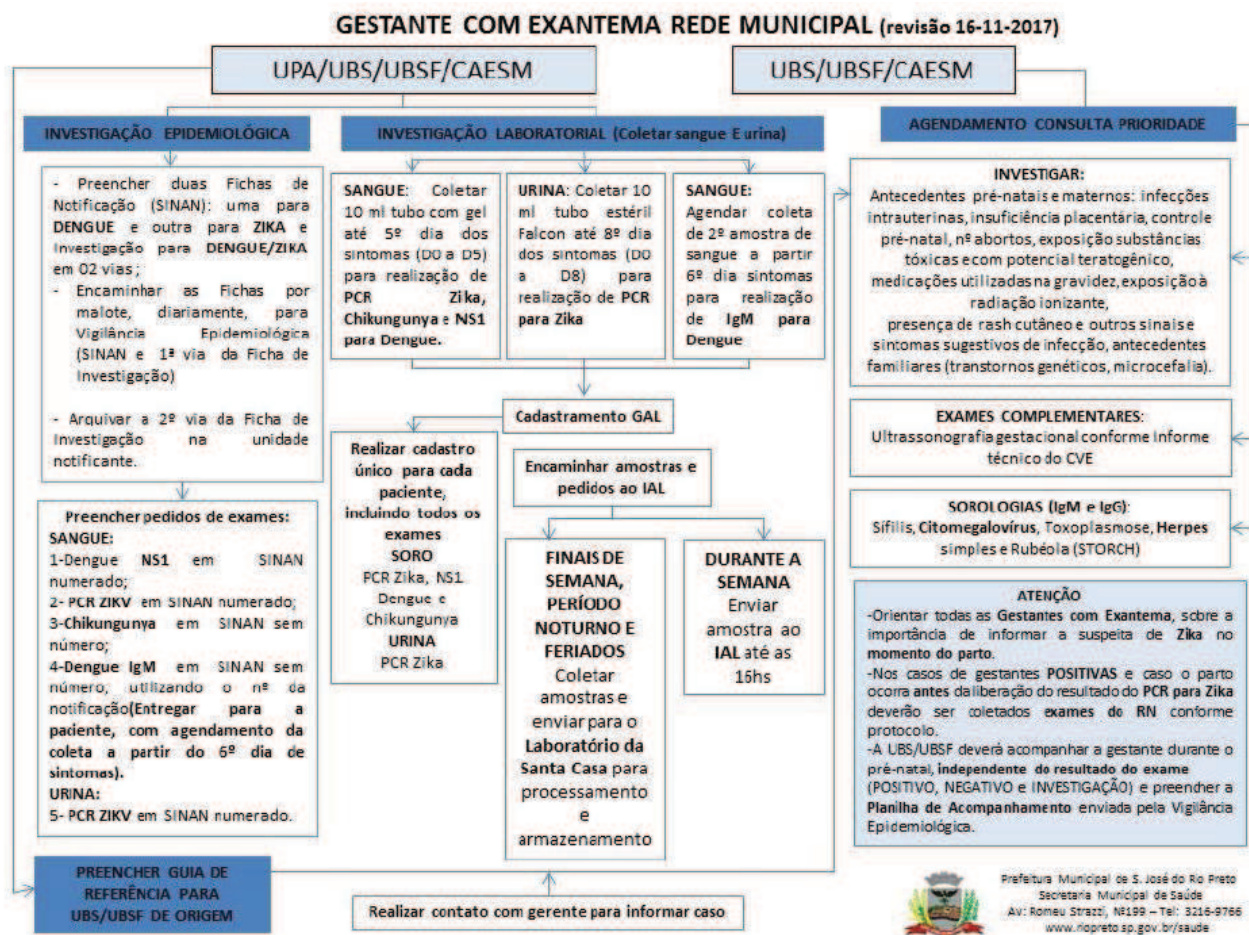 GESTANTE COM EXANTEMA REDE MUNICIPAL (revisão 16-11-2017)
UPA/UBS/UBSF/CAESM
UBS/UBSF/CAESM
INVESTIGAÇÃO EPIDEMIOLÓGICA
- Preencher duas Fichas de
Notificação (SINAN): uma para
DENGUE e outra para ZIKA e
Investigação para DENGUE/ZIKA
em 02 vias;
- Encaminhar as Fichas por
malote, diariamente, para
Vigilância Epidemiológica
(SINAN e 1ª via da Ficha de
Investigação)
- Arquivar a 2ª via da Ficha de
Investigação na unidade
notificante.
Preencher pedidos de exames:
SANGUE:
1-Dengue NS1 em SINAN
numerado;
2- PCR ZIKV em SINAN numerado;
3-Chikungunya em SINAN sem
número;
4-Dengue IgM em SINAN sem
número, utilizando o nº da
notificação(Entregar para a
paciente, com agendamento da
coleta a partir do 6º dia de
sintomas).
URINA:
5- PCR ZIKV em SINAN numerado.
PREENCHER GUIA DE
REFERÊNCIA PARA
UBS/UBSF DE ORIGEM
INVESTIGAÇÃO LABORATORIAL (Coletar sangue E urina)
SANGUE: Coletar
10 ml tubo com gel
até 5º dia dos
sintomas (D0 a D5)
para realização de
PCR Zika,
Chikungunya e NS1
para Dengue.
URINA: Coletar 10
ml tubo estéril
Falcon até 8º dia
dos sintomas (D0
a D8) para
realização de PCR
para Zika
SANGUE:
Agendar coleta
de 2ª amostra de
sangue a partir
6º dia sintomas
para realização
de IgM para
Dengue
Cadastramento GAL
Realizar cadastro
único para cada
paciente,
incluindo todos os
exames
SORO
PCR Zika, NS1
Dengue e
Chikungunya
URINA
PCR Zika
Encaminhar amostras e
pedidos ao IAL
FINAIS DE
SEMANA,
PERÍODO
NOTURNO E
FERIADOS
Coletar
amostras e
enviar para o
Laboratório da
Santa Casa para
processamento
e
armazenamento
DURANTE A
SEMANA
Enviar
amostra ao
IAL até as
16hs
Realizar contato com gerente para informar caso
AGENDAMENTO CONSULTA PRIORIDADE
INVESTIGAR:
Antecedentes pré-natais e maternos: infecções
intrauterinas, insuficiência placentária, controle
pré-natal, nº abortos, exposição substâncias
tóxicas e com potencial teratogênico,
medicações utilizadas na gravidez, exposição à
radiação ionizante,
presença de rash cutâneo e outros sinais e
sintomas sugestivos de infecção, antecedentes
familiares (transtornos genéticos, microcefalia).
EXAMES COMPLEMENTARES:
Ultrassonografia gestacional conforme Informe
técnico do CVE
SOROLOGIAS (IgM e IgG):
Sífilis, Citomegalovírus, Toxoplasmose, Herpes
simples e Rubéola (STORCH)
ATENÇÃO
-Orientar todas as Gestantes com Exantema, sobre a
importância de informar a suspeita de Zika no
momento do parto.
-Nos casos de gestantes POSITIVAS e caso o parto
ocorra antes da liberação do resultado do PCR para Zika
deverão ser coletados exames do RN conforme
protocolo.
-A UBS/UBSF deverá acompanhar a gestante durante o
pré-natal, independente do resultado do exame
(POSITIVO, NEGATIVO e INVESTIGAÇÃO) e preencher a
Planilha de Acompanhamento enviada pela Vigilância
Epidemiológica.
Prefeitura Municipal de S. José do Rio Preto
Secretaria Municipal de Saúde
Av: Romeu Strazzi, Nº199 – Tel: 3216-9766
www.riopreto.sp.gov.br/saude